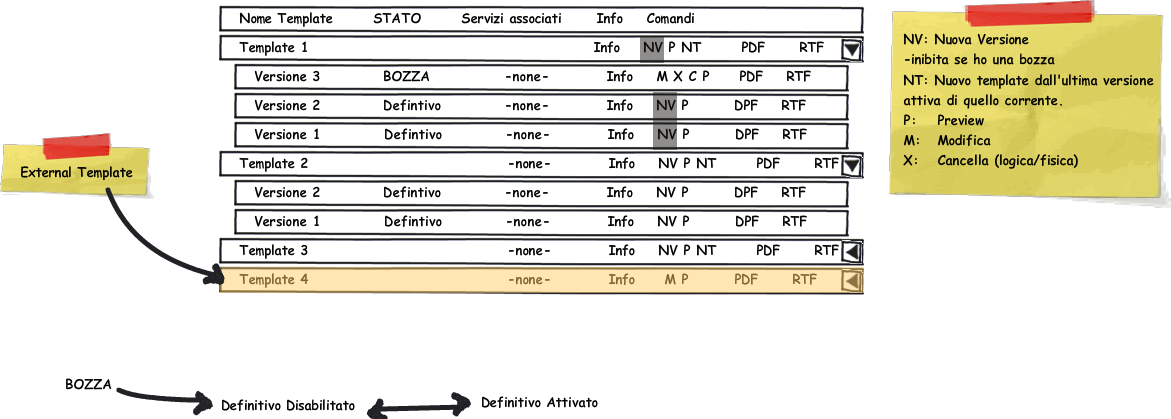 Nome Template STATO Servizi associati Info Comandi
Template 1 Info NV P NT PDF RTF
Versione 3 BOZZA -none- Info M X C P PDF RTF
Versione 2 Defintivo -none- Info NV P DPF RTF
Versione 1 Defintivo -none- Info NV P DPF RTF
Template 2 -none- Info NV P NT PDF RTF
Versione 2 Defintivo -none- Info NV P DPF RTF
Versione 1 Defintivo -none- Info NV P DPF RTF
Template 3 -none- Info NV P NT PDF RTF
Template 4 -none- Info M P PDF RTF
External Template
NV: Nuova Versione
-inibita se ho una bozza
NT: Nuovo template dall'ultima versione
attiva di quello corrente.
P: Preview
M: Modifica
X: Cancella (logica/fisica)
BOZZA
Definitivo Disabilitato
Definitivo Attivato